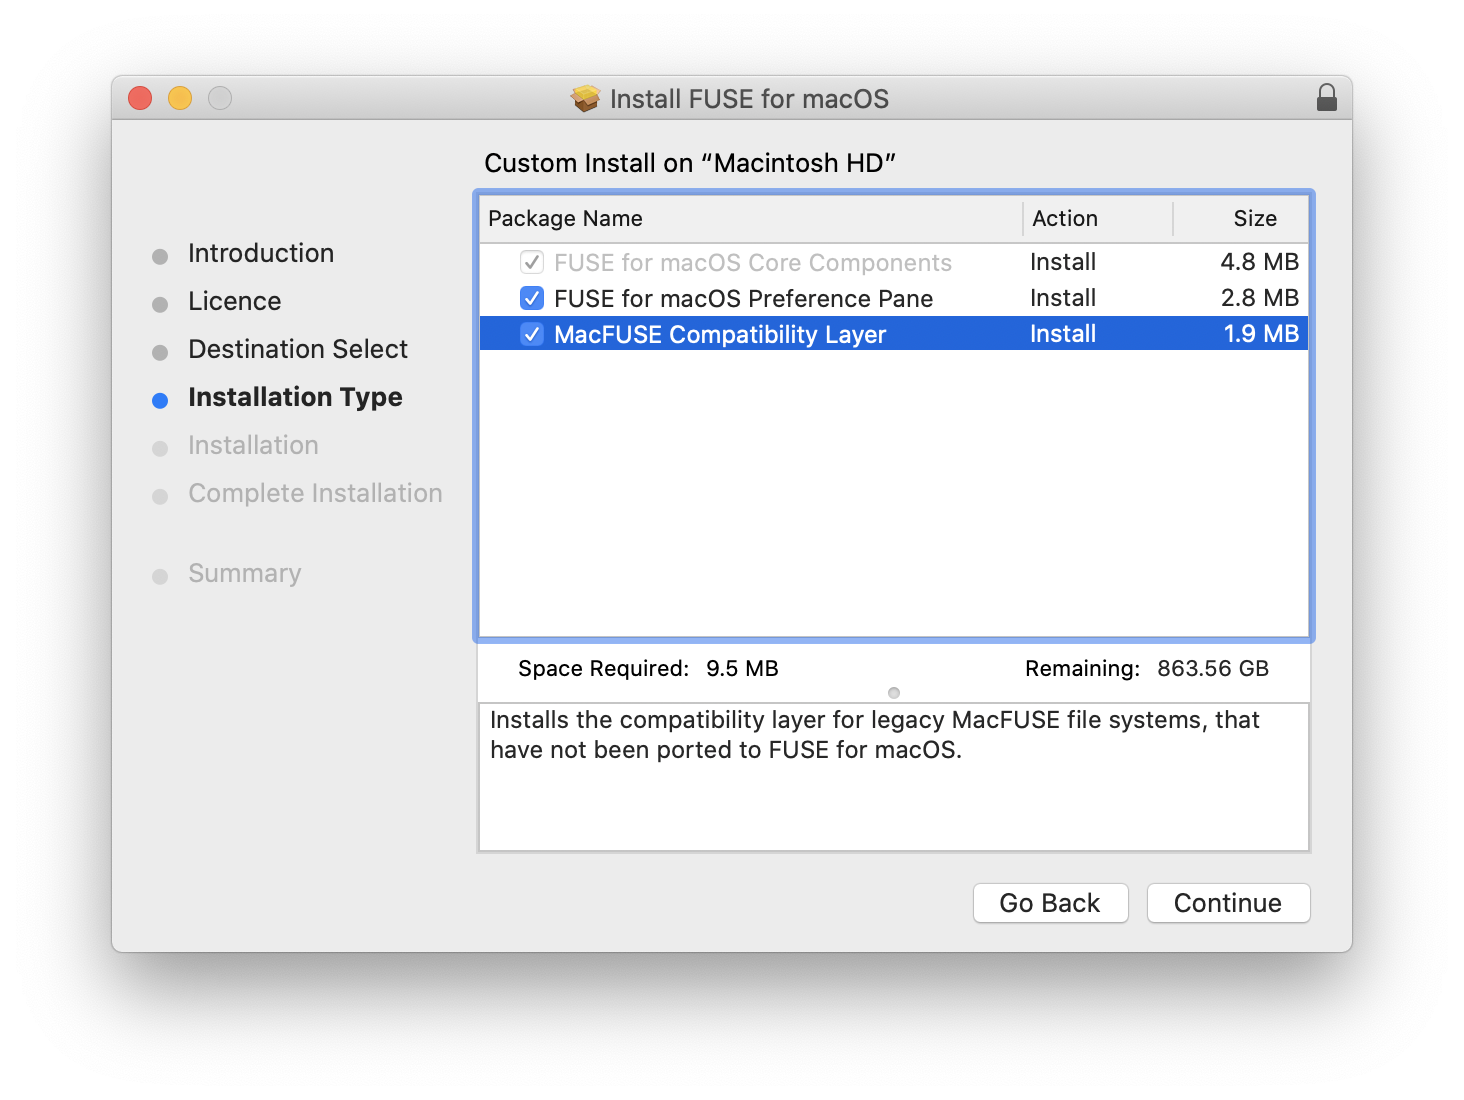 Install FUSE for macOS
Custom Install on “Macintosh HD”
Introduction
Licence
Destination Select
Installation Type
Installation
Complete Installation
Summary
Package Name Action Size
FUSE for macOS Core Components Install 4.8 MB
FUSE for macOS Preference Pane Install 2.8 MB
MacFUSE Compatibility Layer Install 1.9 MB
Space Required: 9.5 MB Remaining: 863.56 GB
Installs the compatibility layer for legacy MacFUSE file systems, that
have not been ported to FUSE for macOS.
Go Back Continue